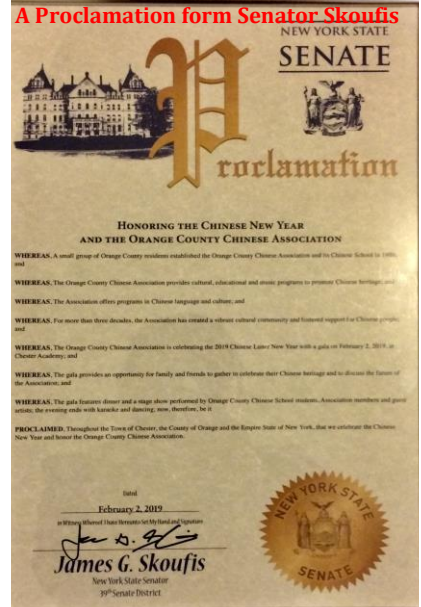 A Proclamation form Senator Skoufis
NEW YORK STATE
SENATE
Proclamation
HONORING THE CHINESE NEW YEAR
AND THE ORANGE COUNTY CHINESE ASSOCIATION
WHEREAS, A small group of Orange County residents established the Orange County Chinese Association and its Chinese School in
and
WHEREAS, The Orange County Chinese Association provides cultural, educational and music programs to promote Chinese heritage; and
WHEREAS, The Association offers programs in Chinese language and culture; and
WHEREAS, For more than three decades, the Association has created a vibrant cultural community and fostered support for Chinese people;
and
WHEREAS, The Orange County Chinese Association is celebrating the 2019 Chinese Lunar New Year with a gala on February 2, 2019, at
Chester Academy; and
WHEREAS, The gala provides an opportunity for family and friends to gather to celebrate their Chinese heritage and to discuss the future of
the Association; and
WHEREAS, The gala features dinner and a stage show performed by Orange County Chinese School students, Association members and guest
artists; the evening ends with karaoke and dancing; now, therefore, be it
PROCLAIMED, Throughout the Town of Chester, the County of Orange and the Empire State of New York, that we celebrate the Chinese
New Year and honor the Orange County Chinese Association.
Dated
February 2, 2019
in Witness Whereof I have Hereunto Set My Hand and Signature
James G. Skoufis
New York State Senator
39th Senate District
NEW YORK STATE
SENATE